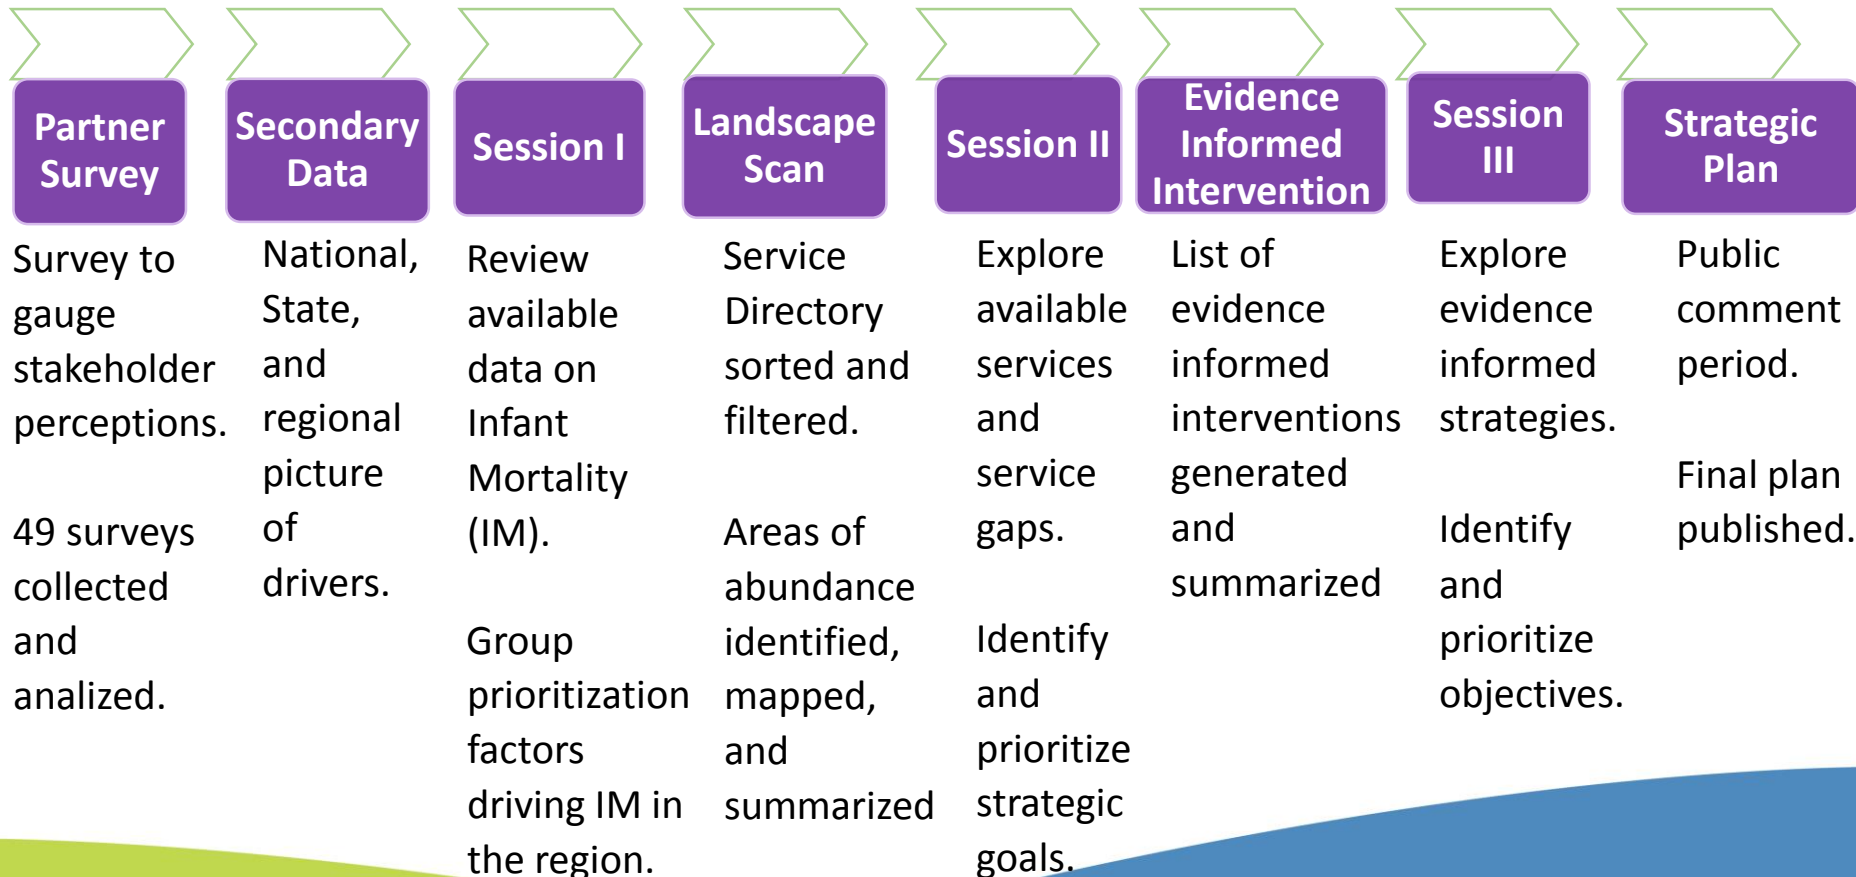 Partner
Survey
Survey to
gauge
stakeholder
perceptions.
49 surveys
collected
and
analized.
Secondary
Data
National,
State,
and
regional
picture
of
drivers.
Session I
Review
available
data on
Infant
Mortality
(IM).
Group
prioritization
factors
driving IM in
the region.
Landscape
Scan
Service
Directory
sorted and
filtered.
Areas of
abundance
identified,
mapped,
and
summarized
Session II
Explore
available
services
and
service
gaps.
Identify
and
prioritize
strategic
goals.
Evidence
Informed
Intervention
List of
evidence
informed
interventions
generated
and
summarized
Session
III
Explore
evidence
informed
strategies.
Identify
and
prioritize
objectives.
Strategic
Plan
Public
comment
period.
Final plan
published.